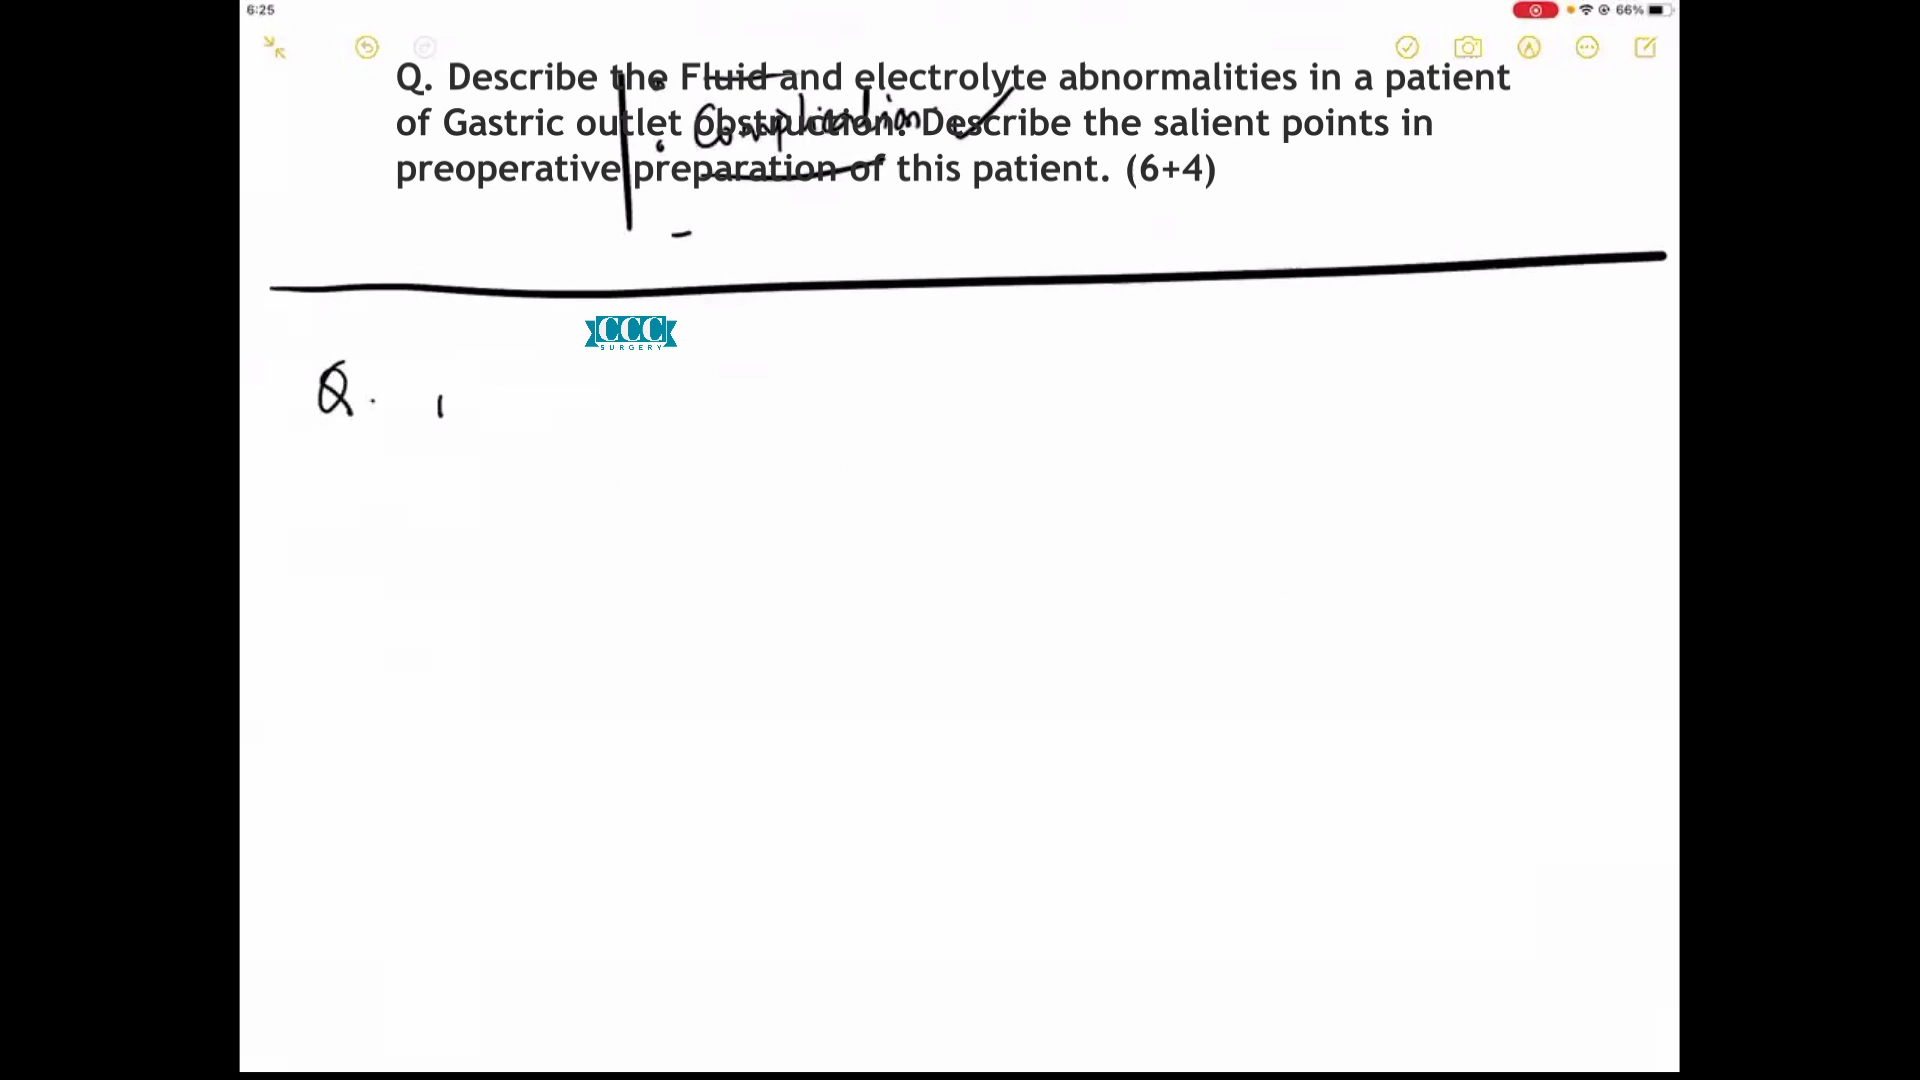 6:25
66%
Q. Describe the Fluid and electrolyte abnormalities in a patient
of Gastric outlet obstruction. Describe the salient points in
preoperative preparation of this patient. (6+4)
Complication
CCC
SURGERY
Q.